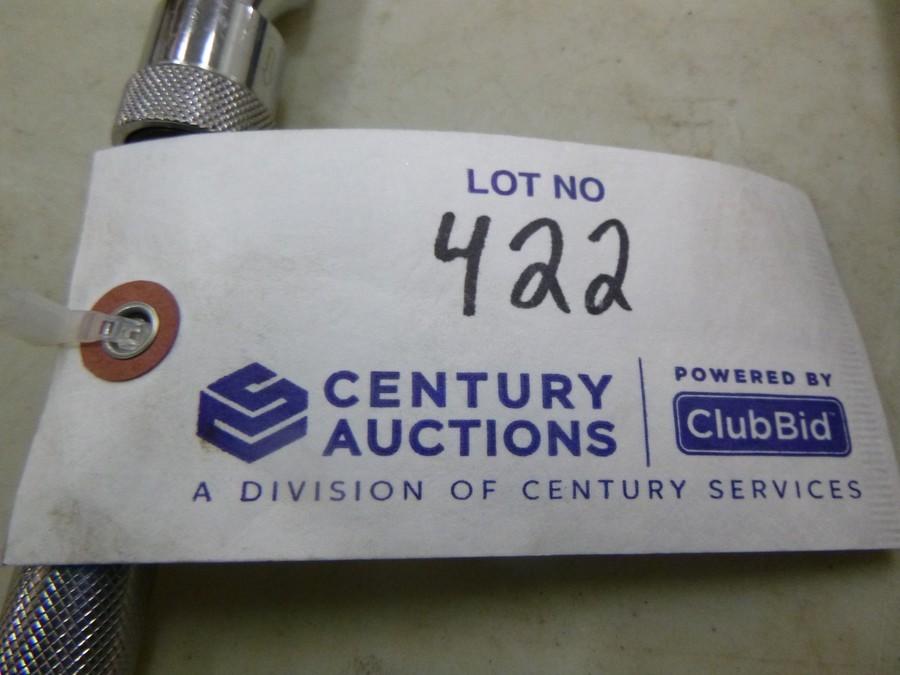 LOT NO
422
CENTURY
AUCTIONS
POWERED BY
ClubBid
A DIVISION OF CENTURY SERVICES